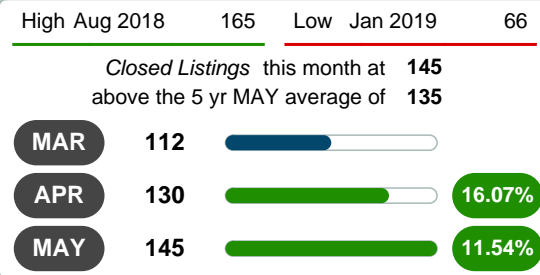 High Aug 2018 165 Low Jan 2019 66
Closed Listings this month at 145
above the 5 yr MAY average of 135
MAR 112
APR 130 16.07%
MAY 145 11.54%